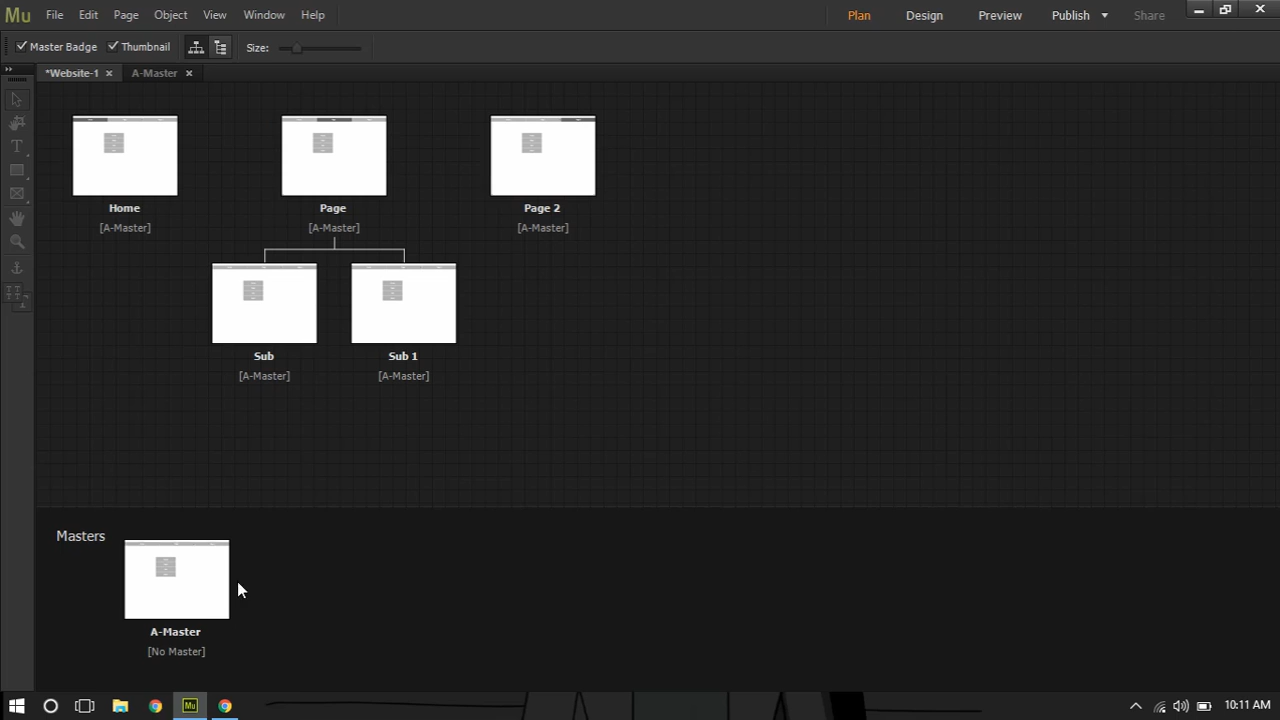 Mu File Edit Page Object View Window Help Plan Design Preview Publish Share
Master Badge Thumbnail Size:
*Website-1 A-Master
Home Page Page 2
[A-Master] [A-Master] [A-Master]
Sub Sub 1
[A-Master] [A-Master]
Masters
A-Master
[No Master]
Mu 10:11 AM